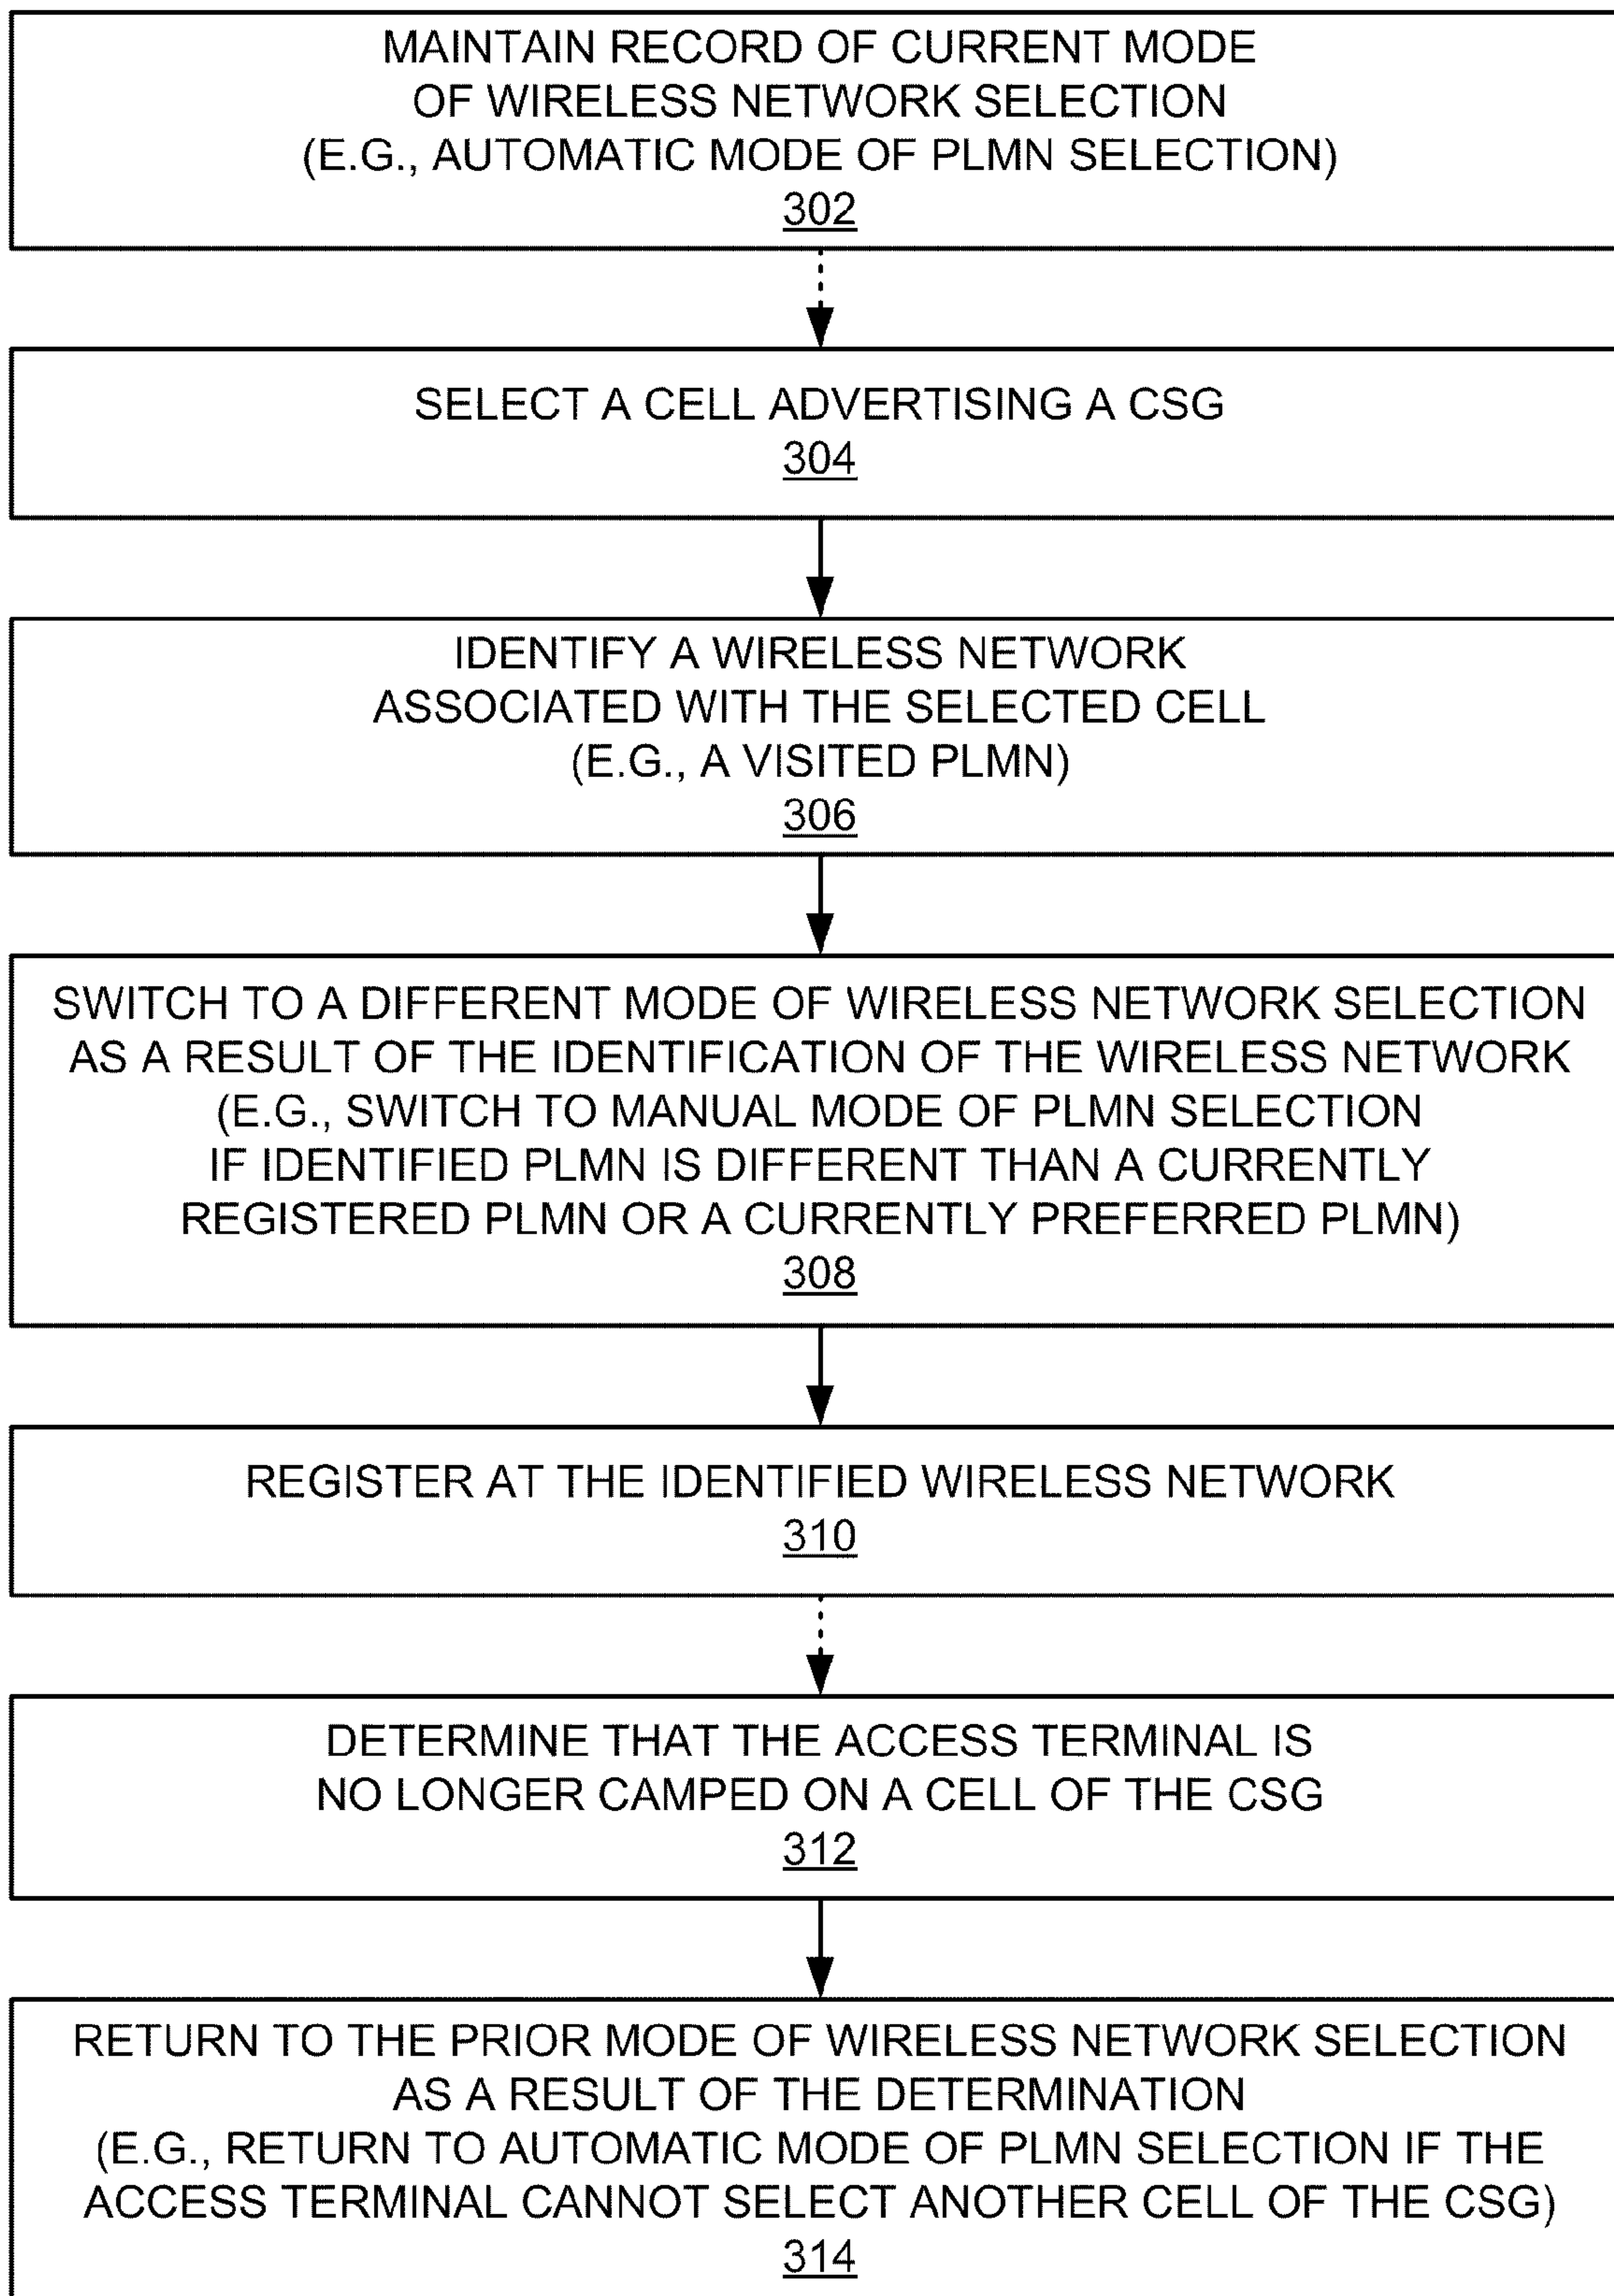 MAINTAIN RECORD OF CURRENT MODE
OF WIRELESS NETWORK SELECTION
(E.G., AUTOMATIC MODE OF PLMN SELECTION)
302
SELECT A CELL ADVERTISING A CSG
304
IDENTIFY A WIRELESS NETWORK
ASSOCIATED WITH THE SELECTED CELL
(E.G., A VISITED PLMN)
306
SWITCH TO A DIFFERENT MODE OF WIRELESS NETWORK SELECTION
AS A RESULT OF THE IDENTIFICATION OF THE WIRELESS NETWORK
(E.G., SWITCH TO MANUAL MODE OF PLMN SELECTION
IF IDENTIFIED PLMN IS DIFFERENT THAN A CURRENTLY
REGISTERED PLMN OR A CURRENTLY PREFERRED PLMN)
308
REGISTER AT THE IDENTIFIED WIRELESS NETWORK
310
DETERMINE THAT THE ACCESS TERMINAL IS
NO LONGER CAMPED ON A CELL OF THE CSG
312
RETURN TO THE PRIOR MODE OF WIRELESS NETWORK SELECTION
AS A RESULT OF THE DETERMINATION
(E.G., RETURN TO AUTOMATIC MODE OF PLMN SELECTION IF THE
ACCESS TERMINAL CANNOT SELECT ANOTHER CELL OF THE CSG)
314